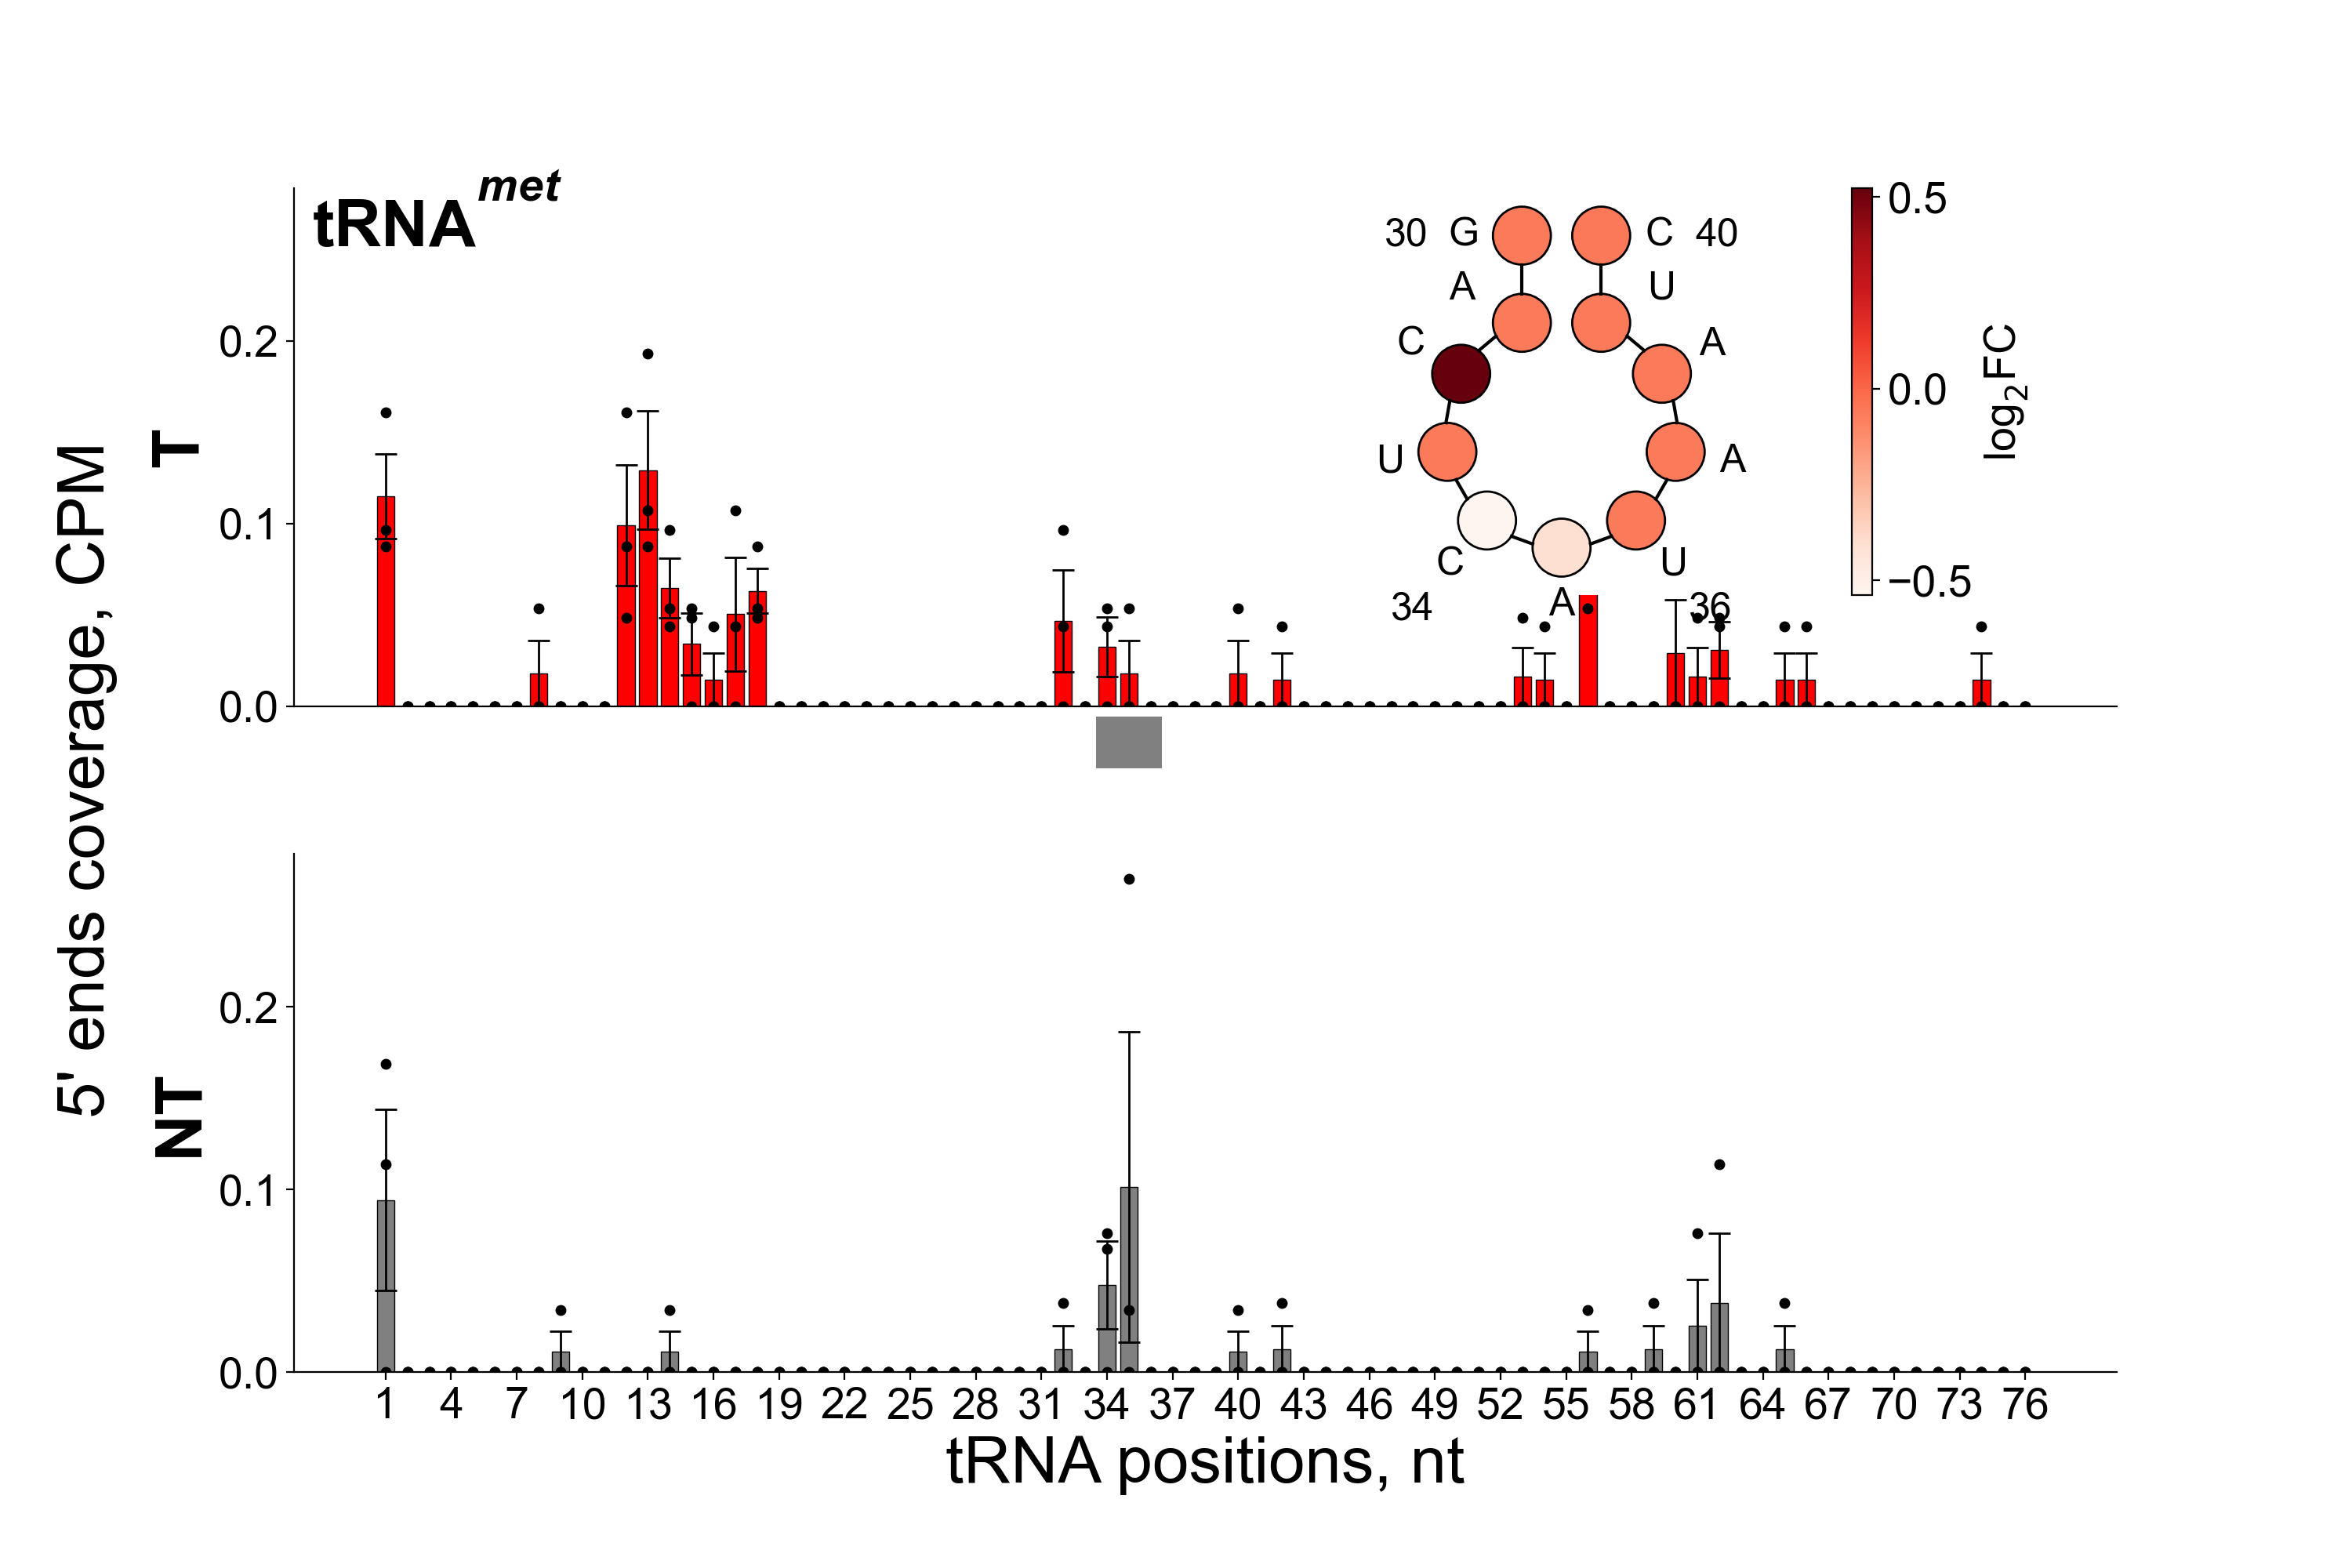 tRNA^met
5' ends coverage, CPM
T
0.2
0.1
0.0
30 G C 40
A U
C A
U A
C U
34 A 36
0.5
0.0
−0.5
log₂FC
NT
0.2
0.1
0.0
1 4 7 10 13 16 19 22 25 28 31 34 37 40 43 46 49 52 55 58 61 64 67 70 73 76
tRNA positions, nt